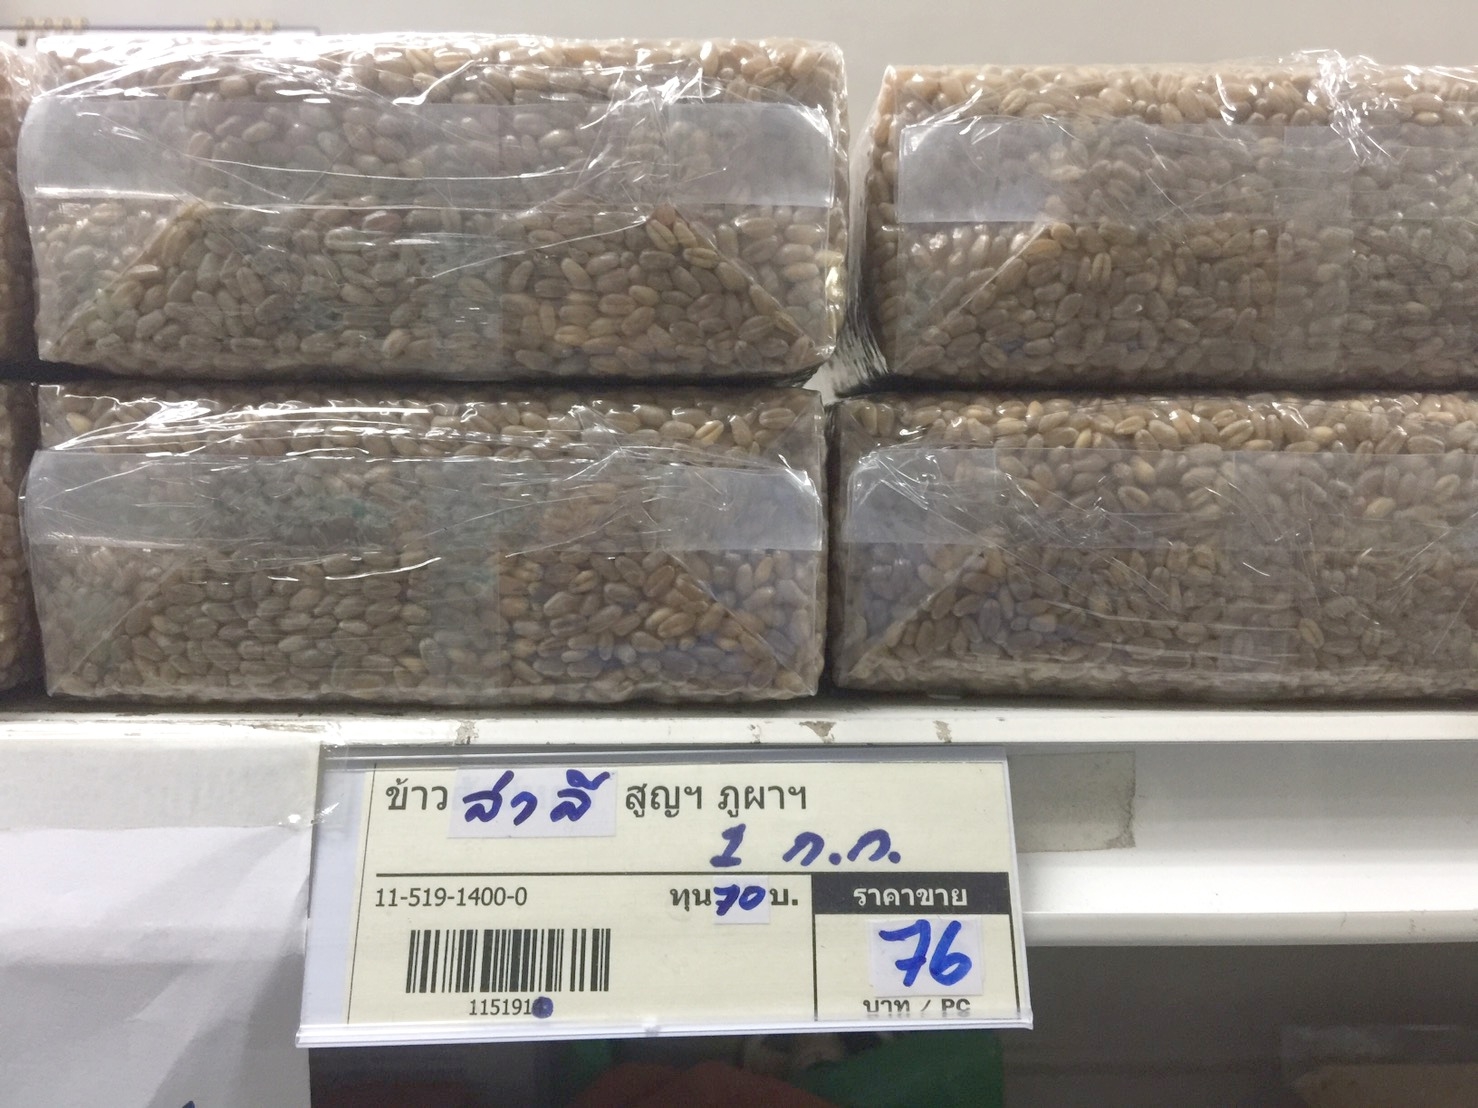 ข้าว สาลี สูญฯ ภูผาฯ
1 ก.ก.
11-519-1400-0 ทุน 70 บ. ราคาขาย
76
115191
บาท / PC